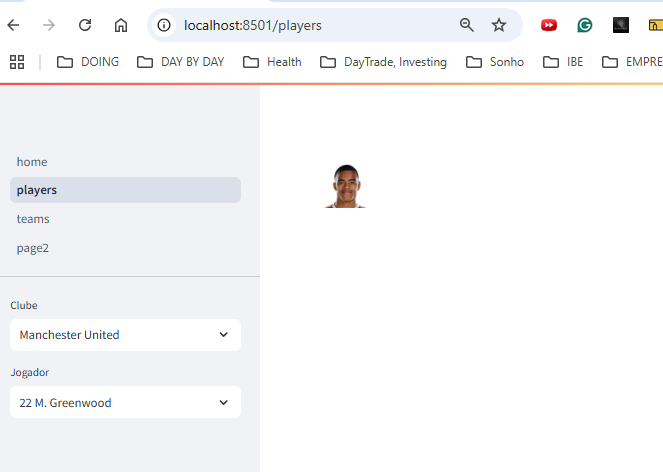 localhost:8501/players
DOING DAY BY DAY Health DayTrade, Investing Sonho IBE EMPRE
home
players
teams
page2
Clube
Manchester United
Jogador
22 M. Greenwood